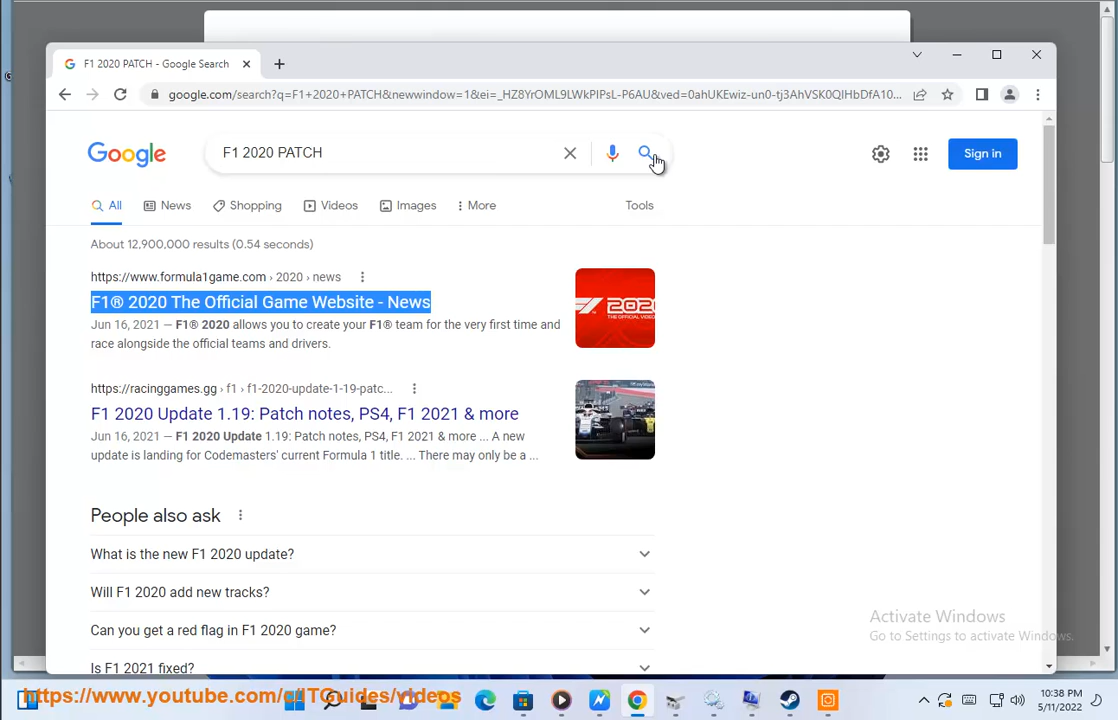 F1 2020 PATCH - Google Search
google.com/search?q=F1+2020+PATCH&newwindow=1&ei=_HZ8YrOML9LWkPIPsL-P6AU&ved=0ahUKEwiz-un0-tj3AhVSK0QIHbDfA10...
Google
F1 2020 PATCH
Sign in
All
News
Shopping
Videos
Images
More
Tools
About 12,900,000 results (0.54 seconds)
https://www.formula1game.com › 2020 › news
F1® 2020 The Official Game Website - News
Jun 16, 2021 — F1® 2020 allows you to create your F1® team for the very first time and
race alongside the official teams and drivers.
2020
https://racinggames.gg › f1 › f1-2020-update-1-19-patc...
F1 2020 Update 1.19: Patch notes, PS4, F1 2021 & more
Jun 16, 2021 — F1 2020 Update 1.19: Patch notes, PS4, F1 2021 & more ... A new
update is landing for Codemasters' current Formula 1 title. ... There may only be a ...
People also ask
What is the new F1 2020 update?
Will F1 2020 add new tracks?
Can you get a red flag in F1 2020 game?
Is F1 2021 fixed?
Activate Windows
Go to Settings to activate Windows.
https://www.youtube.com/c/ITGuides/videos
10:38 PM
5/11/2022